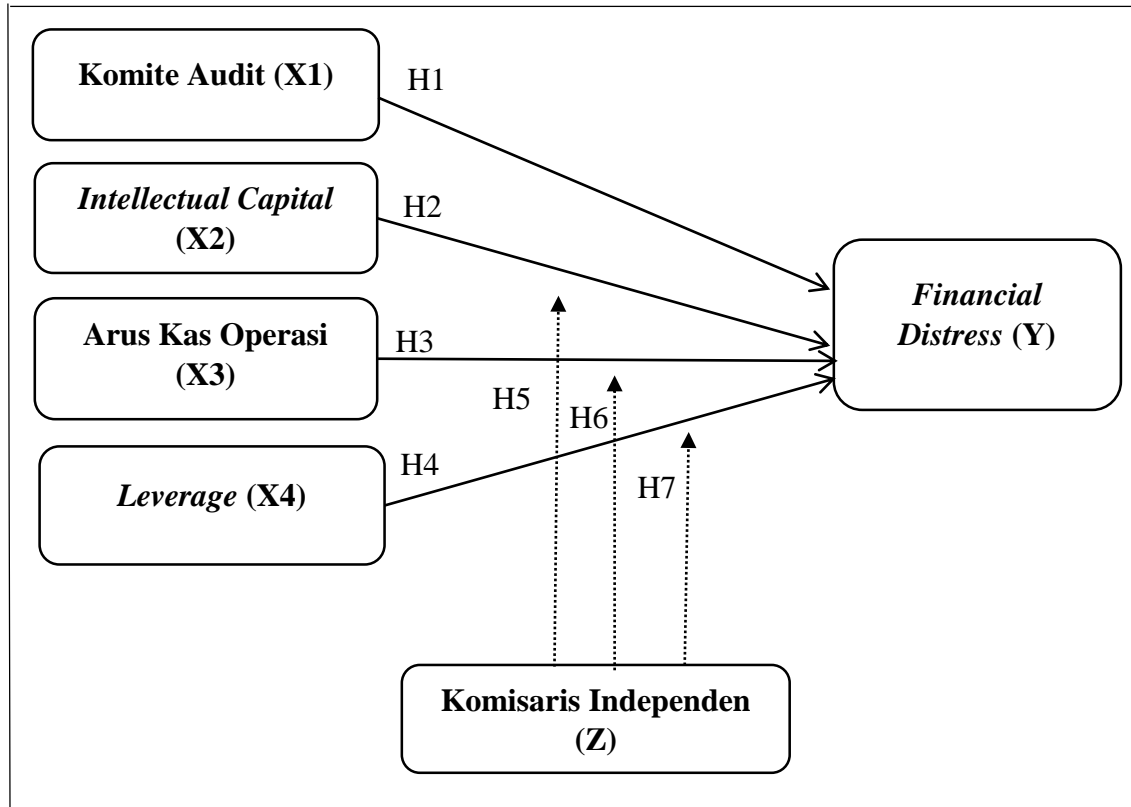 Komite Audit (X1)
H1
Intellectual Capital
(X2)
H2
Arus Kas Operasi
(X3)
H3
Leverage (X4)
H4
Financial
Distress (Y)
H5
H6
H7
Komisaris Independen
(Z)